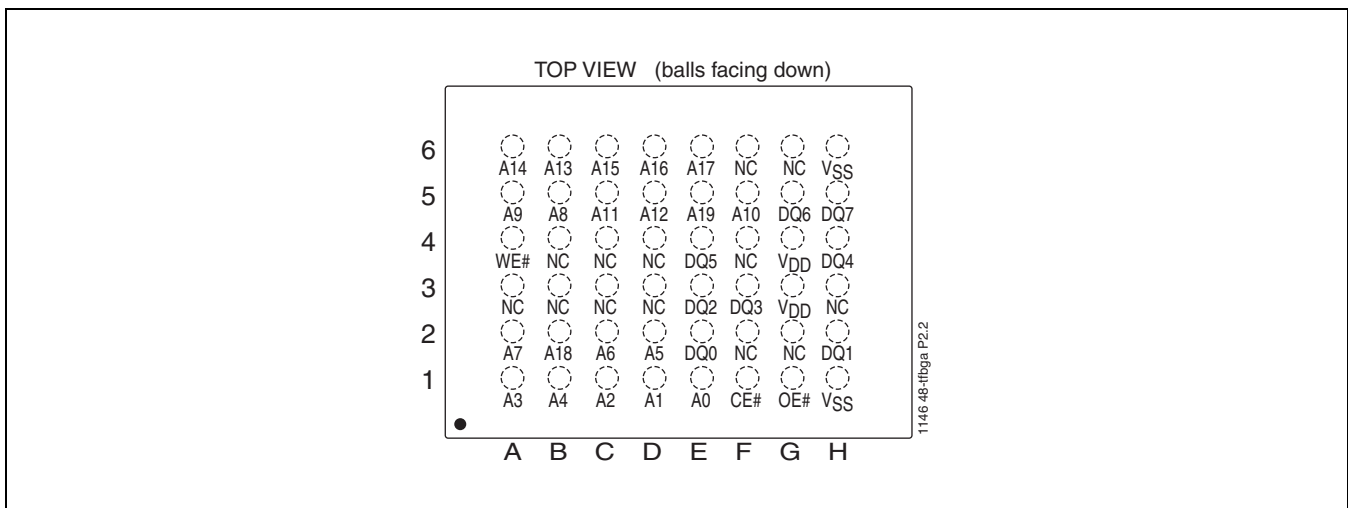 TOP VIEW (balls facing down)
6
A14 A13 A15 A16 A17 NC NC VSS
5
A9 A8 A11 A12 A19 A10 DQ6 DQ7
4
WE# NC NC NC DQ5 NC VDD DQ4
3
NC NC NC NC DQ2 DQ3 VDD NC
2
A7 A18 A6 A5 DQ0 NC NC DQ1
1
A3 A4 A2 A1 A0 CE# OE# VSS
A B C D E F G H
1146 48-tfbga P2.2